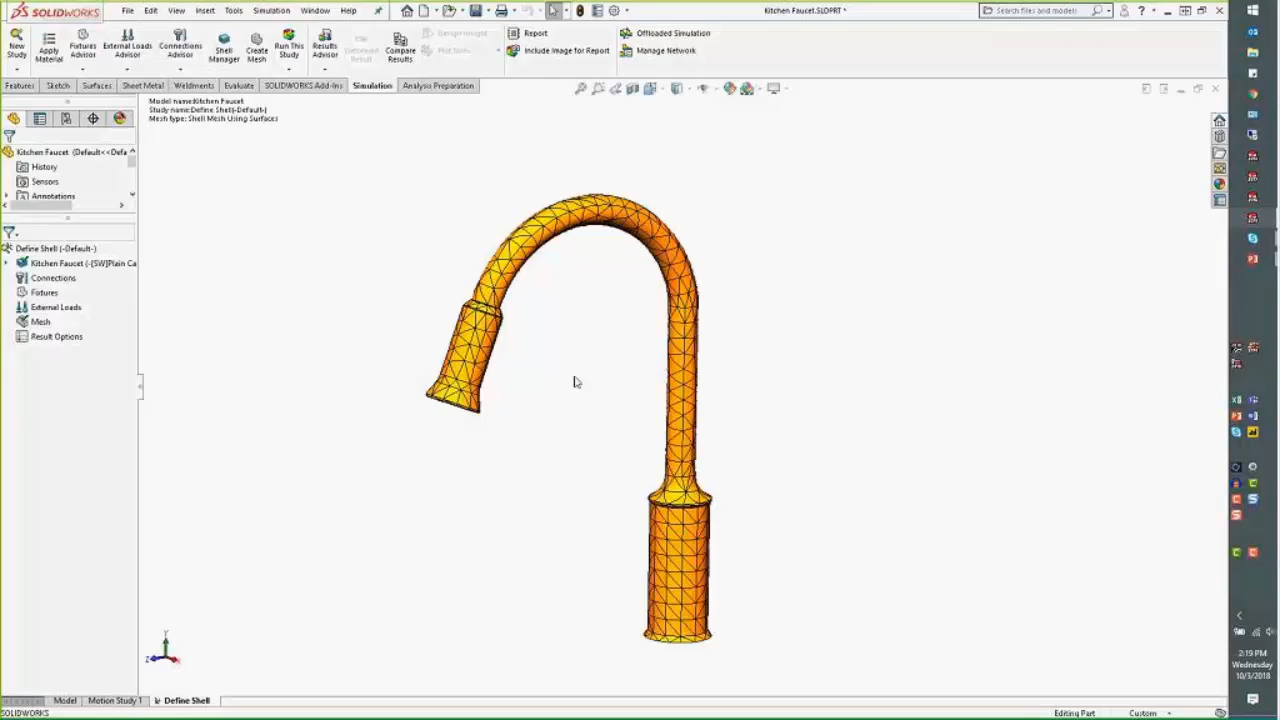 SOLIDWORKS
File Edit View Insert Tools Simulation Window Help
Kitchen Faucet.SLDPRT *
Search files and models
New Study
Apply Material
Fixtures Advisor
External Loads Advisor
Connections Advisor
Shell Manager
Create Mesh
Run This Study
Results Advisor
Deformed Result
Compare Results
Design Insight
Plot Tools
Report
Include Image for Report
Offloaded Simulation
Manage Network
Features Sketch Surfaces Sheet Metal Weldments Evaluate SOLIDWORKS Add-Ins Simulation Analysis Preparation
Model name:Kitchen Faucet
Study name:Define Shell(-Default-)
Mesh type: Shell Mesh Using Surfaces
Kitchen Faucet (Default<<Defa
History
Sensors
Annotations
Define Shell (-Default-)
Kitchen Faucet (-[SW]Plain Ca
Connections
Fixtures
External Loads
Mesh
Result Options
Y
Z
X
Model Motion Study 1 Define Shell
SOLIDWORKS
Editing Part
Custom
2:19 PM
Wednesday
10/3/2018